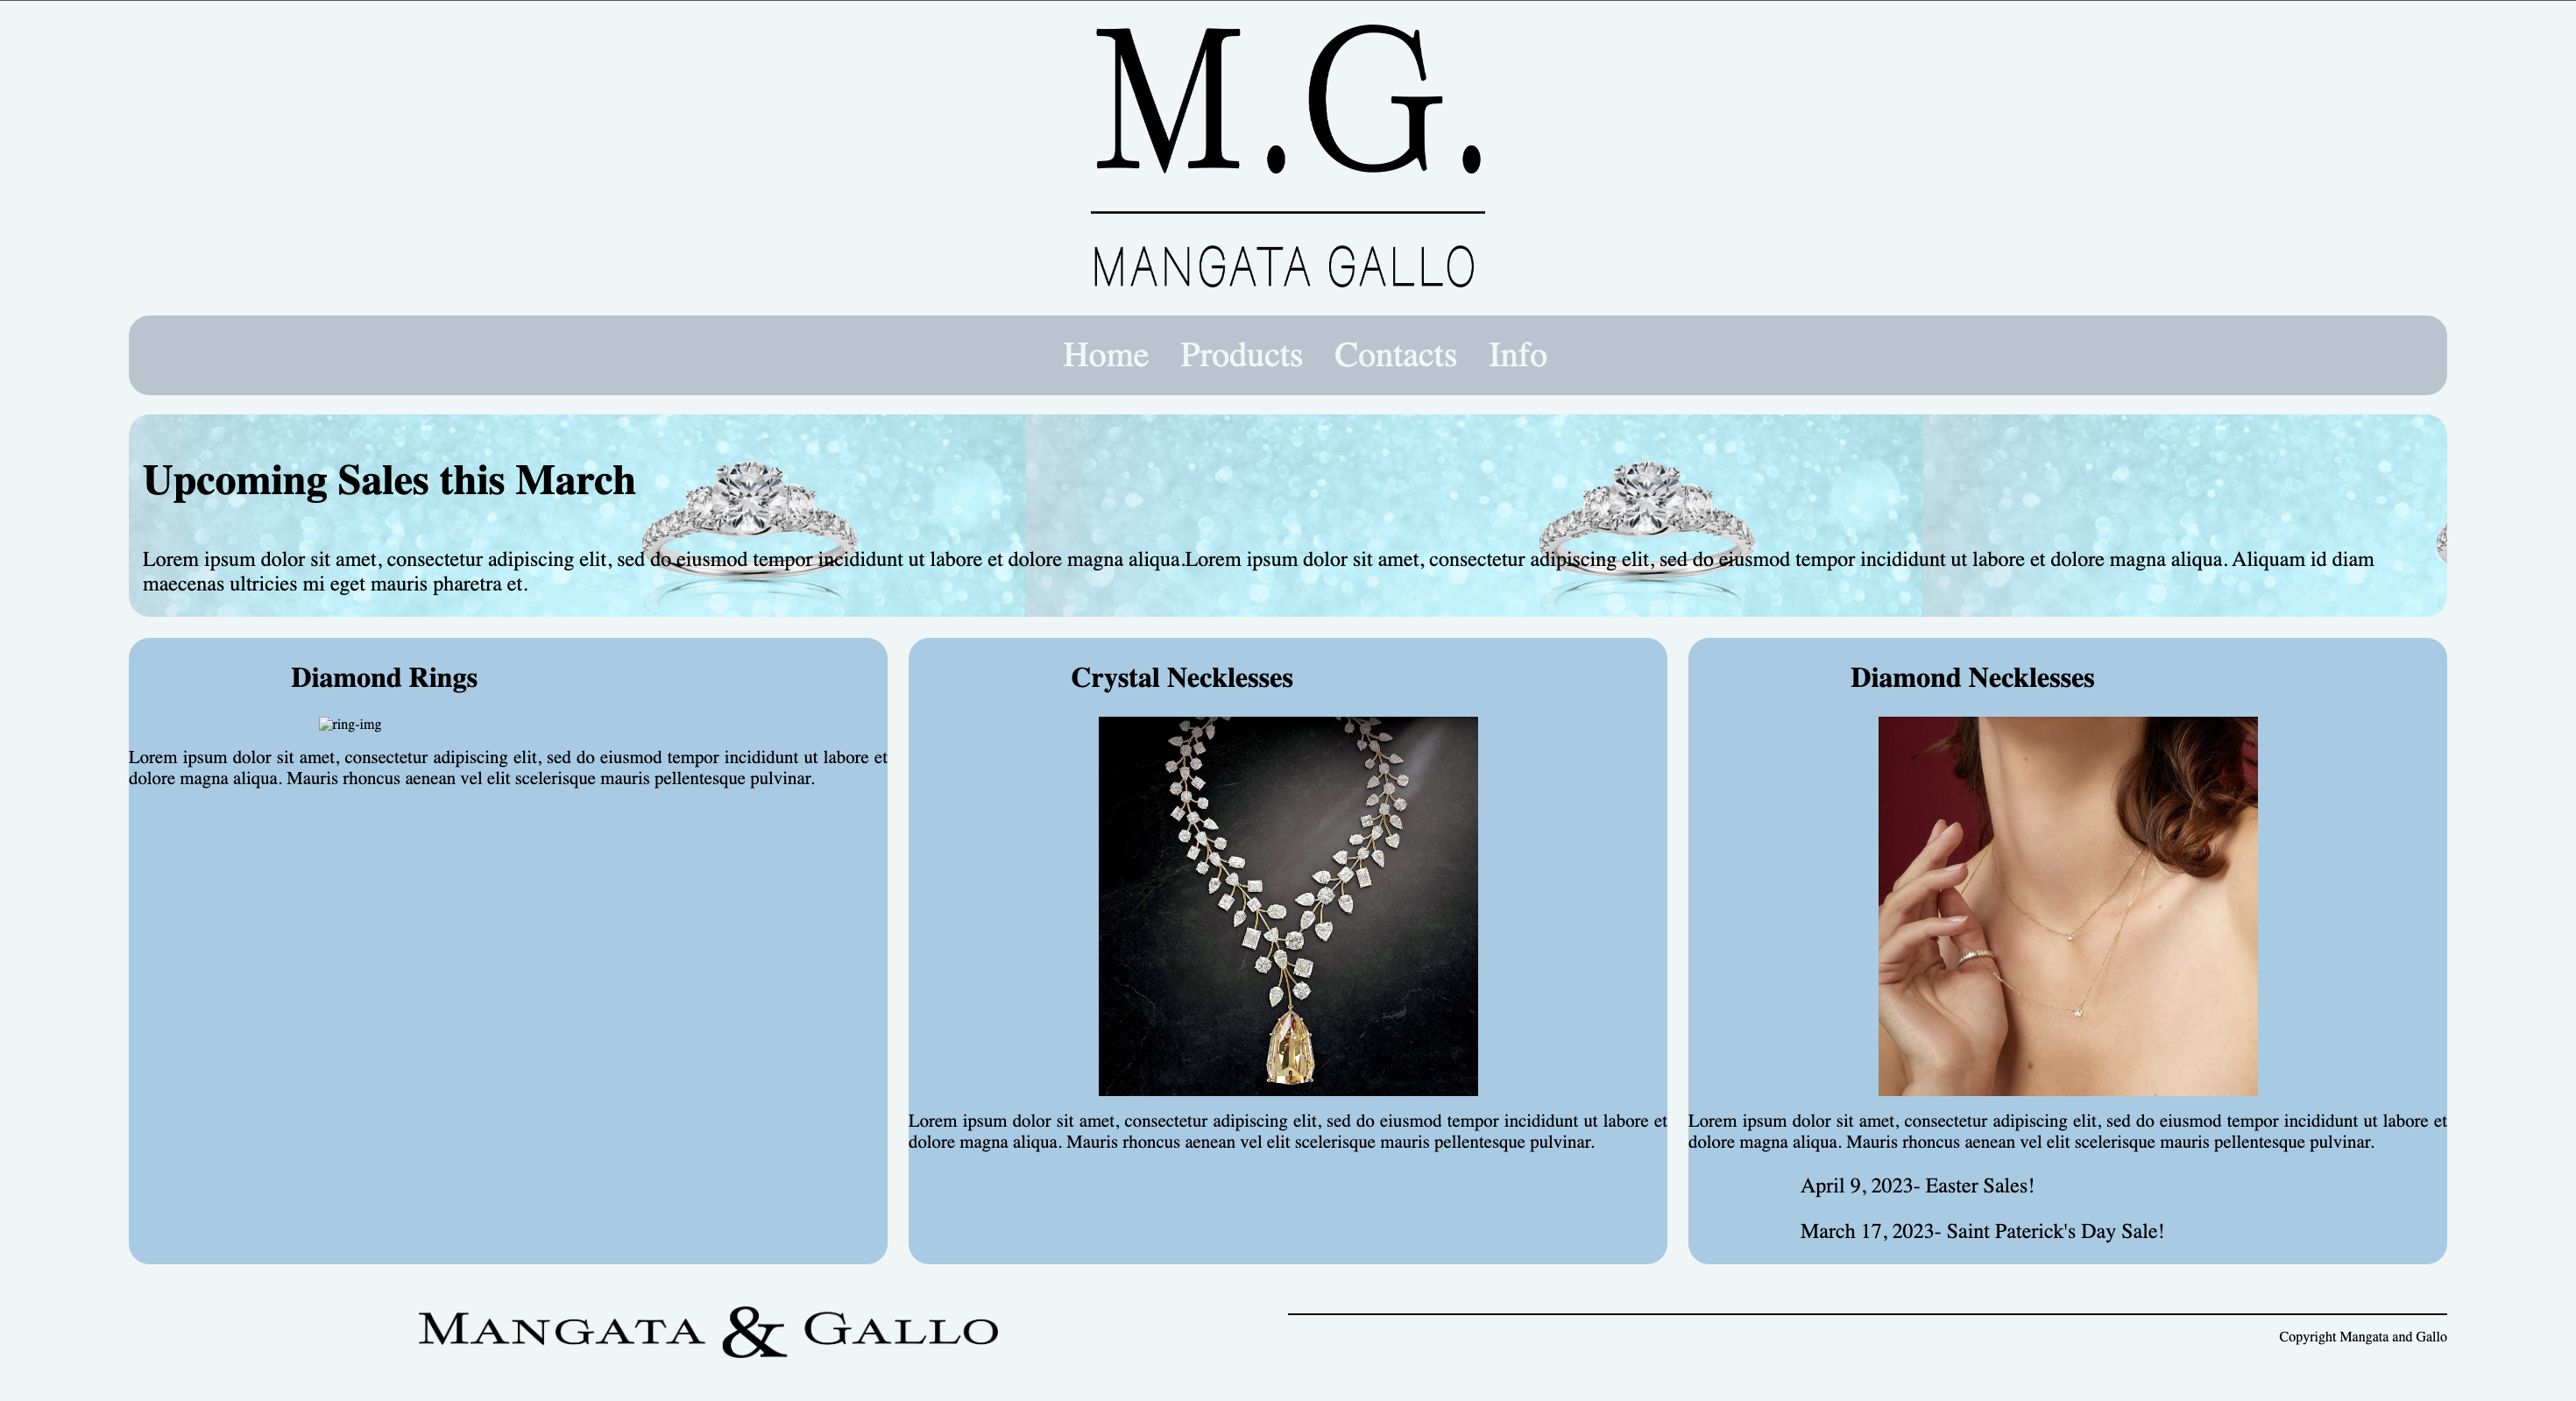 M.G.
MANGATA GALLO
Home Products Contacts Info
Upcoming Sales this March
Lorem ipsum dolor sit amet, consectetur adipiscing elit, sed do eiusmod tempor incididunt ut labore et dolore magna aliqua.Lorem ipsum dolor sit amet, consectetur adipiscing elit, sed do eiusmod tempor incididunt ut labore et dolore magna aliqua. Aliquam id diam
maecenas ultricies mi eget mauris pharetra et.
Diamond Rings
ring-img
Lorem ipsum dolor sit amet, consectetur adipiscing elit, sed do eiusmod tempor incididunt ut labore et
dolore magna aliqua. Mauris rhoncus aenean vel elit scelerisque mauris pellentesque pulvinar.
Crystal Necklesses
Lorem ipsum dolor sit amet, consectetur adipiscing elit, sed do eiusmod tempor incididunt ut labore et
dolore magna aliqua. Mauris rhoncus aenean vel elit scelerisque mauris pellentesque pulvinar.
Diamond Necklesses
Lorem ipsum dolor sit amet, consectetur adipiscing elit, sed do eiusmod tempor incididunt ut labore et
dolore magna aliqua. Mauris rhoncus aenean vel elit scelerisque mauris pellentesque pulvinar.
April 9, 2023- Easter Sales!
March 17, 2023- Saint Paterick's Day Sale!
MANGATA & GALLO
Copyright Mangata and Gallo